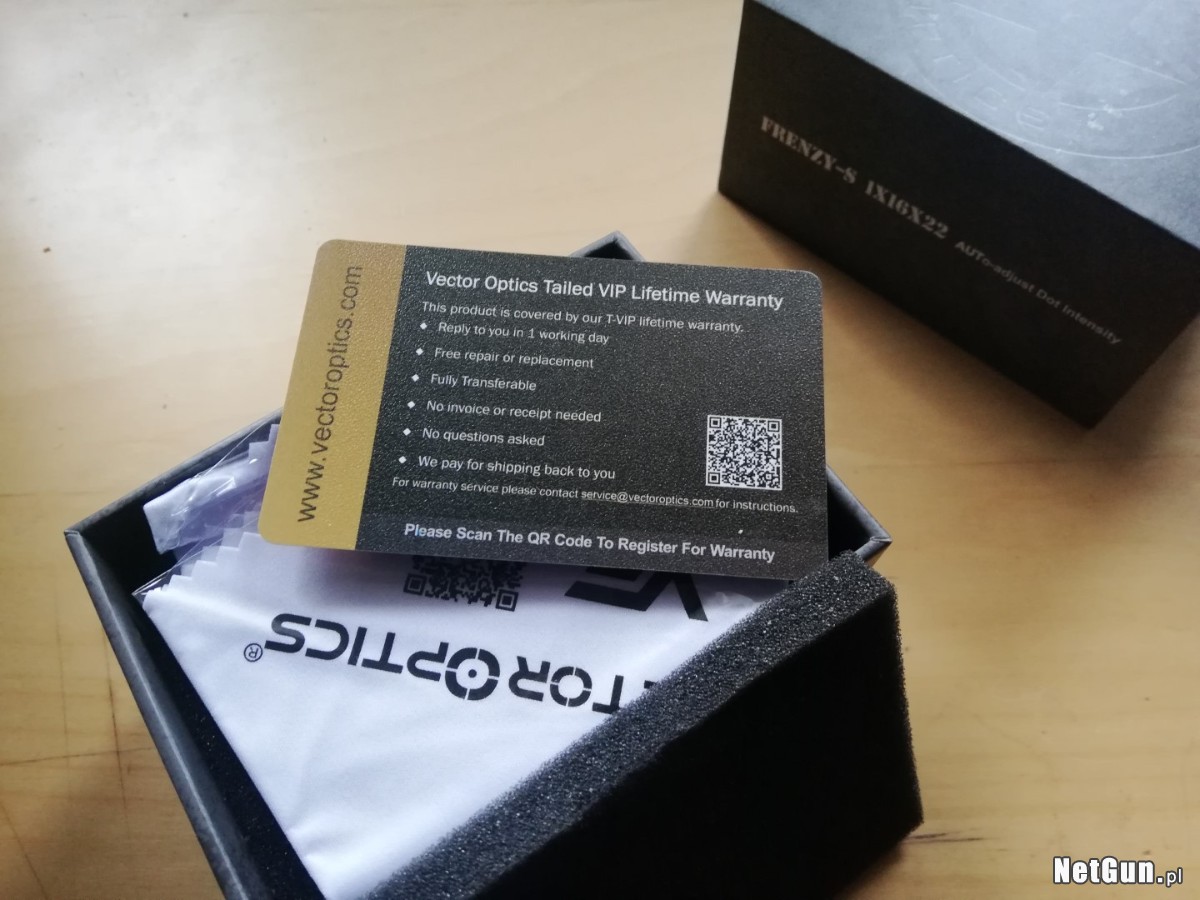 FRENZY-S 1X16X22 AUTo-adjust Dot Intensity
www.vectoroptics.com
Vector Optics Tailed VIP Lifetime Warranty
This product is covered by our T-VIP lifetime warranty.
◆ Reply to you in 1 working day
◆ Free repair or replacement
◆ Fully Transferable
◆ No invoice or receipt needed
◆ No questions asked
◆ We pay for shipping back to you
For warranty service please contact service@vectoroptics.com for instructions.
Please Scan The QR Code To Register For Warranty
TOR OPTICS®
NetGun.pl